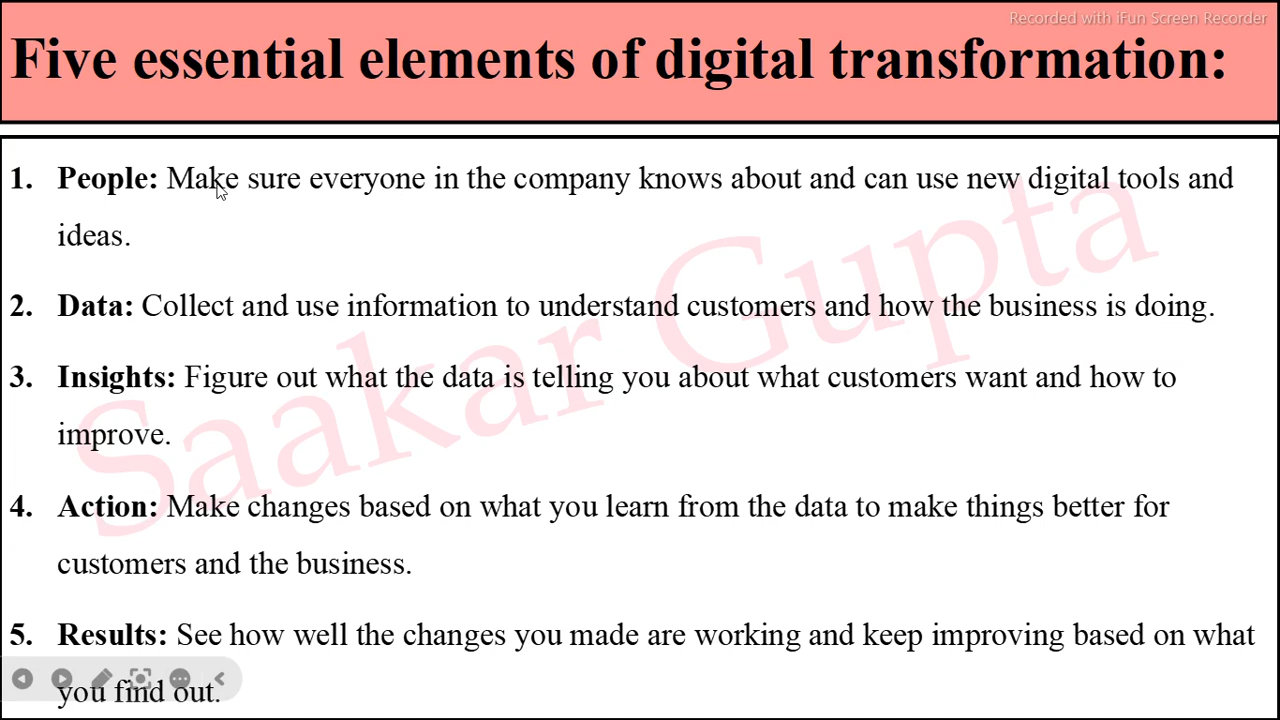 Recorded with iFun Screen Recorder
Five essential elements of digital transformation:
1. People: Make sure everyone in the company knows about and can use new digital tools and
ideas.
2. Data: Collect and use information to understand customers and how the business is doing.
3. Insights: Figure out what the data is telling you about what customers want and how to
improve.
4. Action: Make changes based on what you learn from the data to make things better for
customers and the business.
5. Results: See how well the changes you made are working and keep improving based on what
you find out.
Saakar Gupta